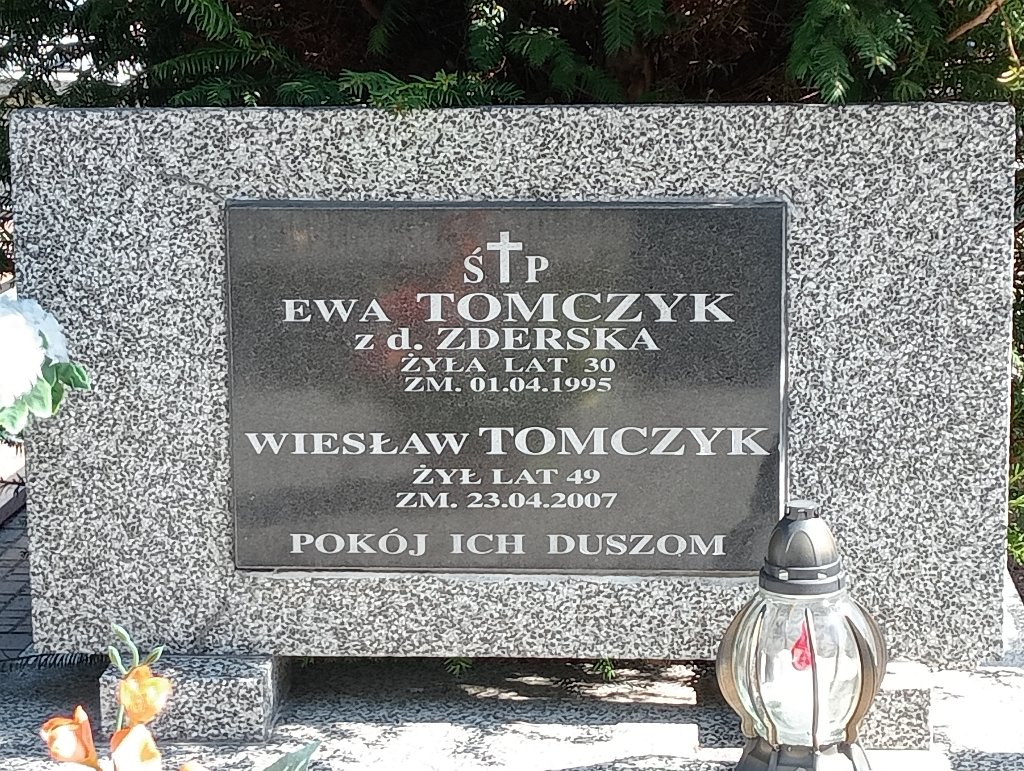 Ś P
EWA TOMCZYK
z d. ZDERSKA
ŻYŁA LAT 30
ZM. 01.04.1995
WIESŁAW TOMCZYK
ŻYŁ LAT 49
ZM. 23.04.2007
POKÓJ ICH DUSZOM